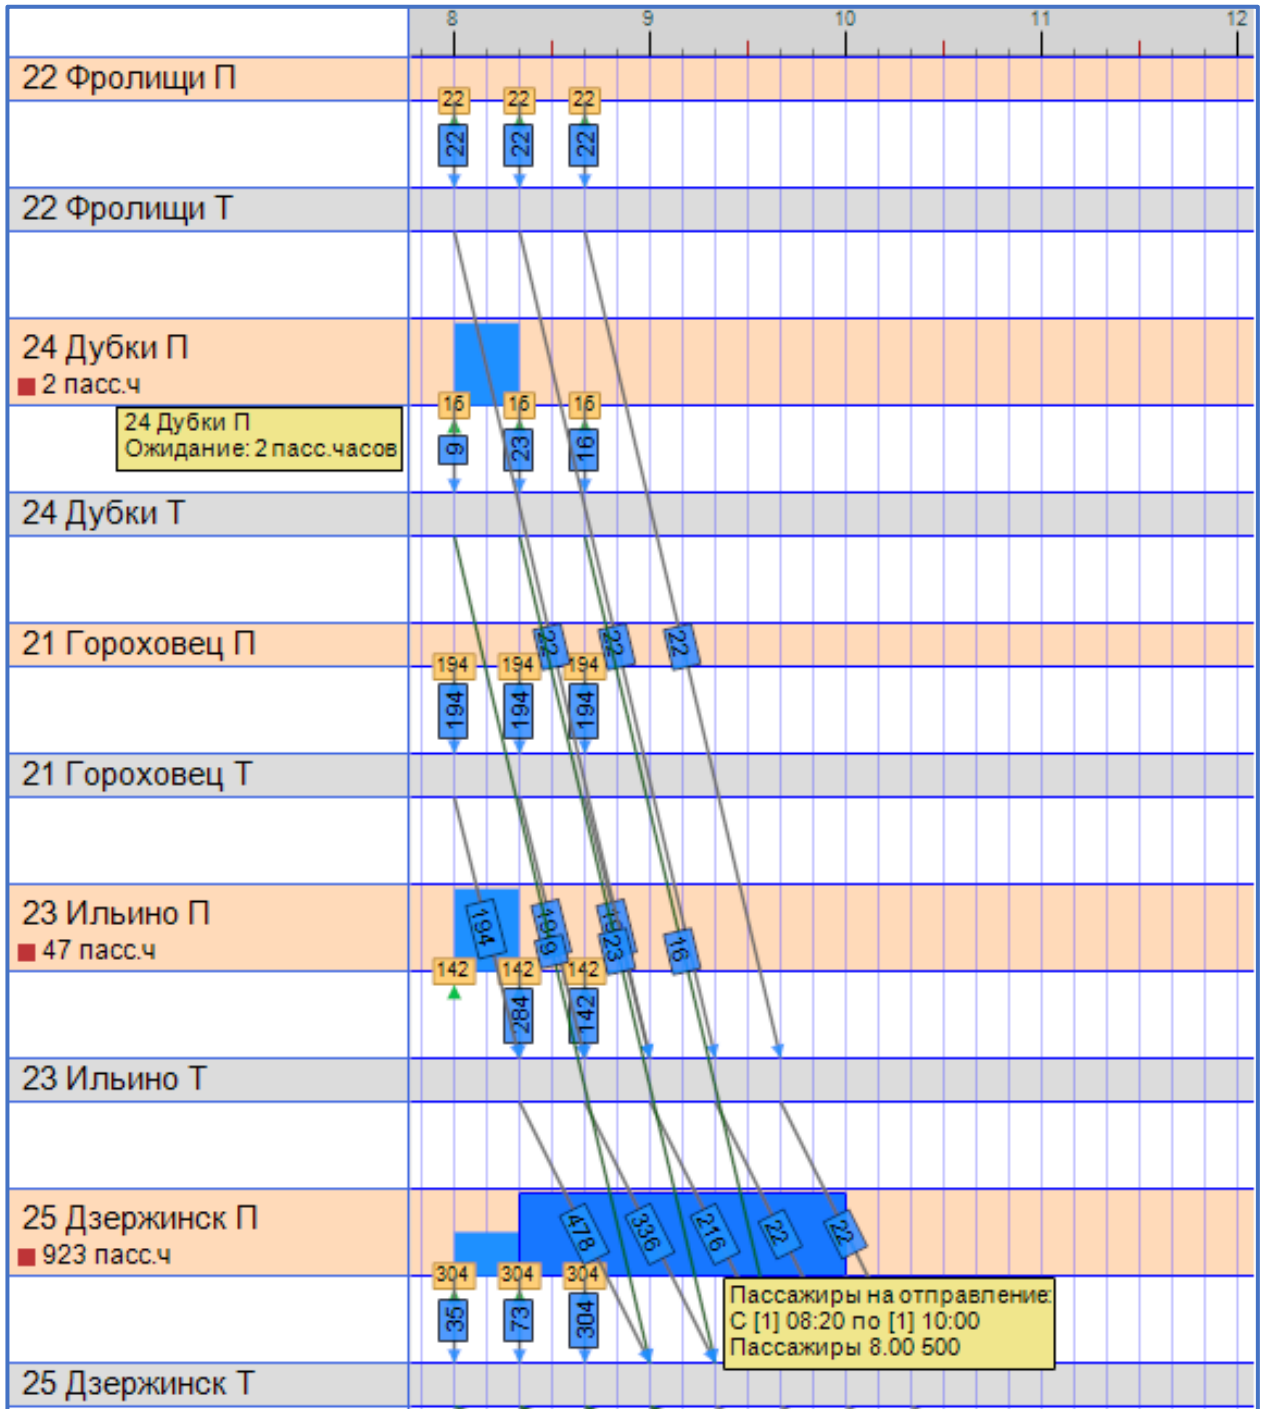 8 9 10 11 12
22 Фролищи П
22 22 22
22 22 22
22 Фролищи Т
24 Дубки П
2 пасс.ч
16 16 16
24 Дубки П
Ожидание: 2 пасс.часов
9 23 16
24 Дубки Т
21 Гороховец П
22 22 22
194 194 194
194 194 194
21 Гороховец Т
23 Ильино П
194
47 пасс.ч
23 16
142 142 142
284 142
23 Ильино Т
25 Дзержинск П
478 336 216 22 22
923 пасс.ч
304 304 304
35 73 304
Пассажиры на отправление:
С [1] 08:20 по [1] 10:00
Пассажиры 8.00 500
25 Дзержинск Т